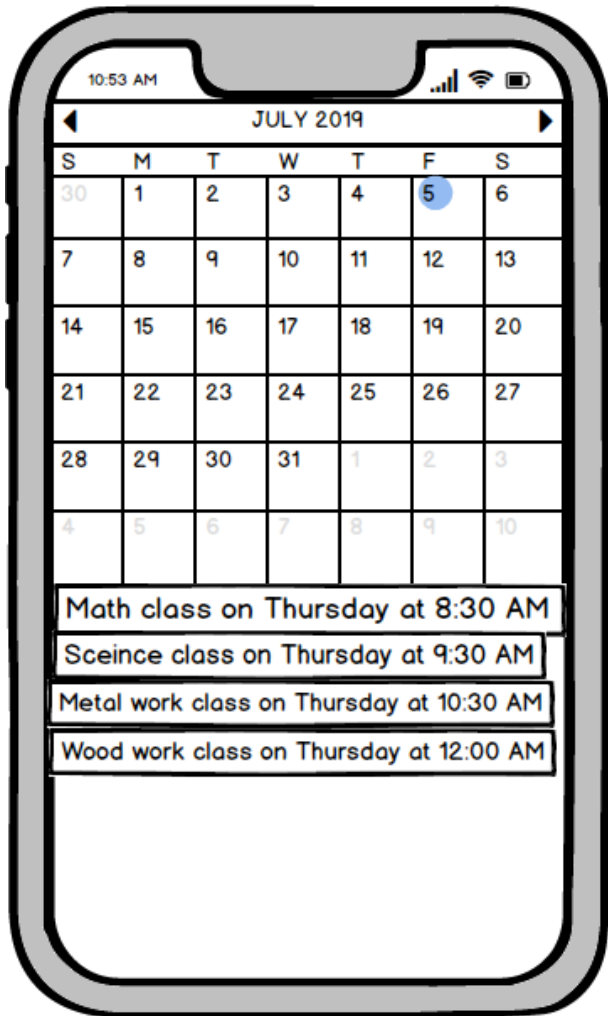 10:53 AM
JULY 2019
S M T W T F S
30 1 2 3 4 5 6
7 8 9 10 11 12 13
14 15 16 17 18 19 20
21 22 23 24 25 26 27
28 29 30 31 1 2 3
4 5 6 7 8 9 10
Math class on Thursday at 8:30 AM
Sceince class on Thursday at 9:30 AM
Metal work class on Thursday at 10:30 AM
Wood work class on Thursday at 12:00 AM